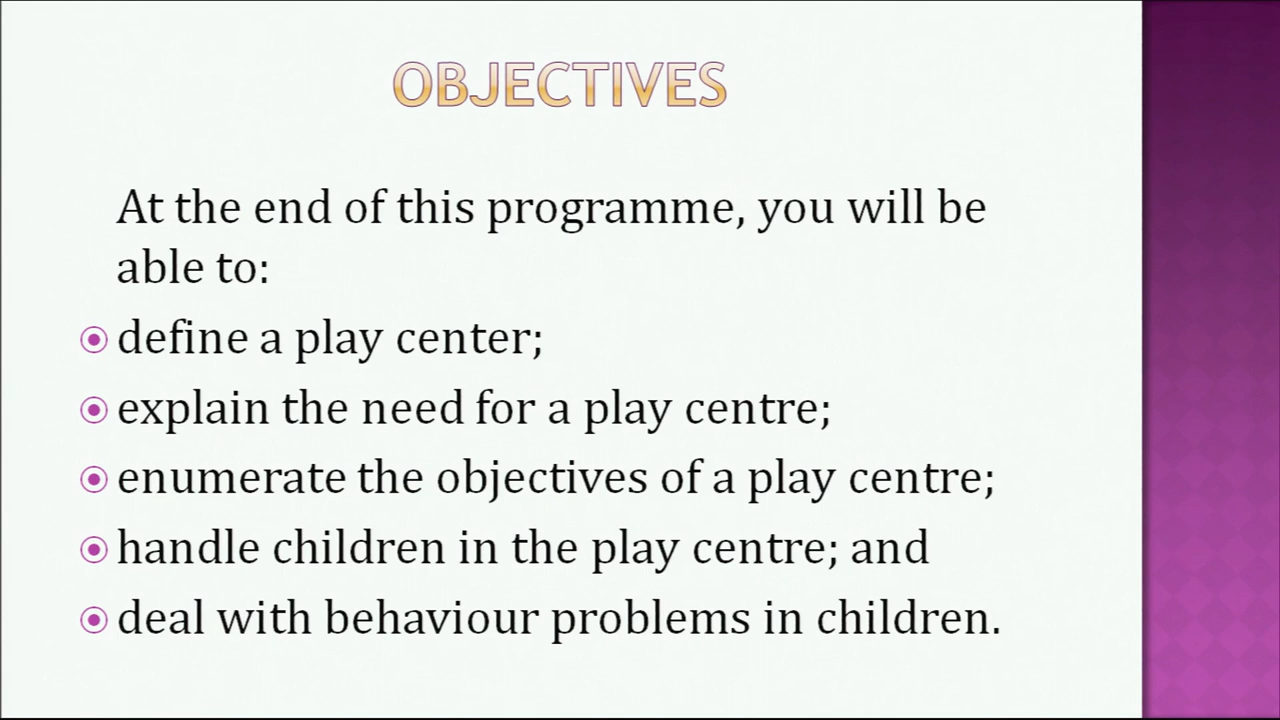 OBJECTIVES
At the end of this programme, you will be
able to:
define a play center;
explain the need for a play centre;
enumerate the objectives of a play centre;
handle children in the play centre; and
deal with behaviour problems in children.